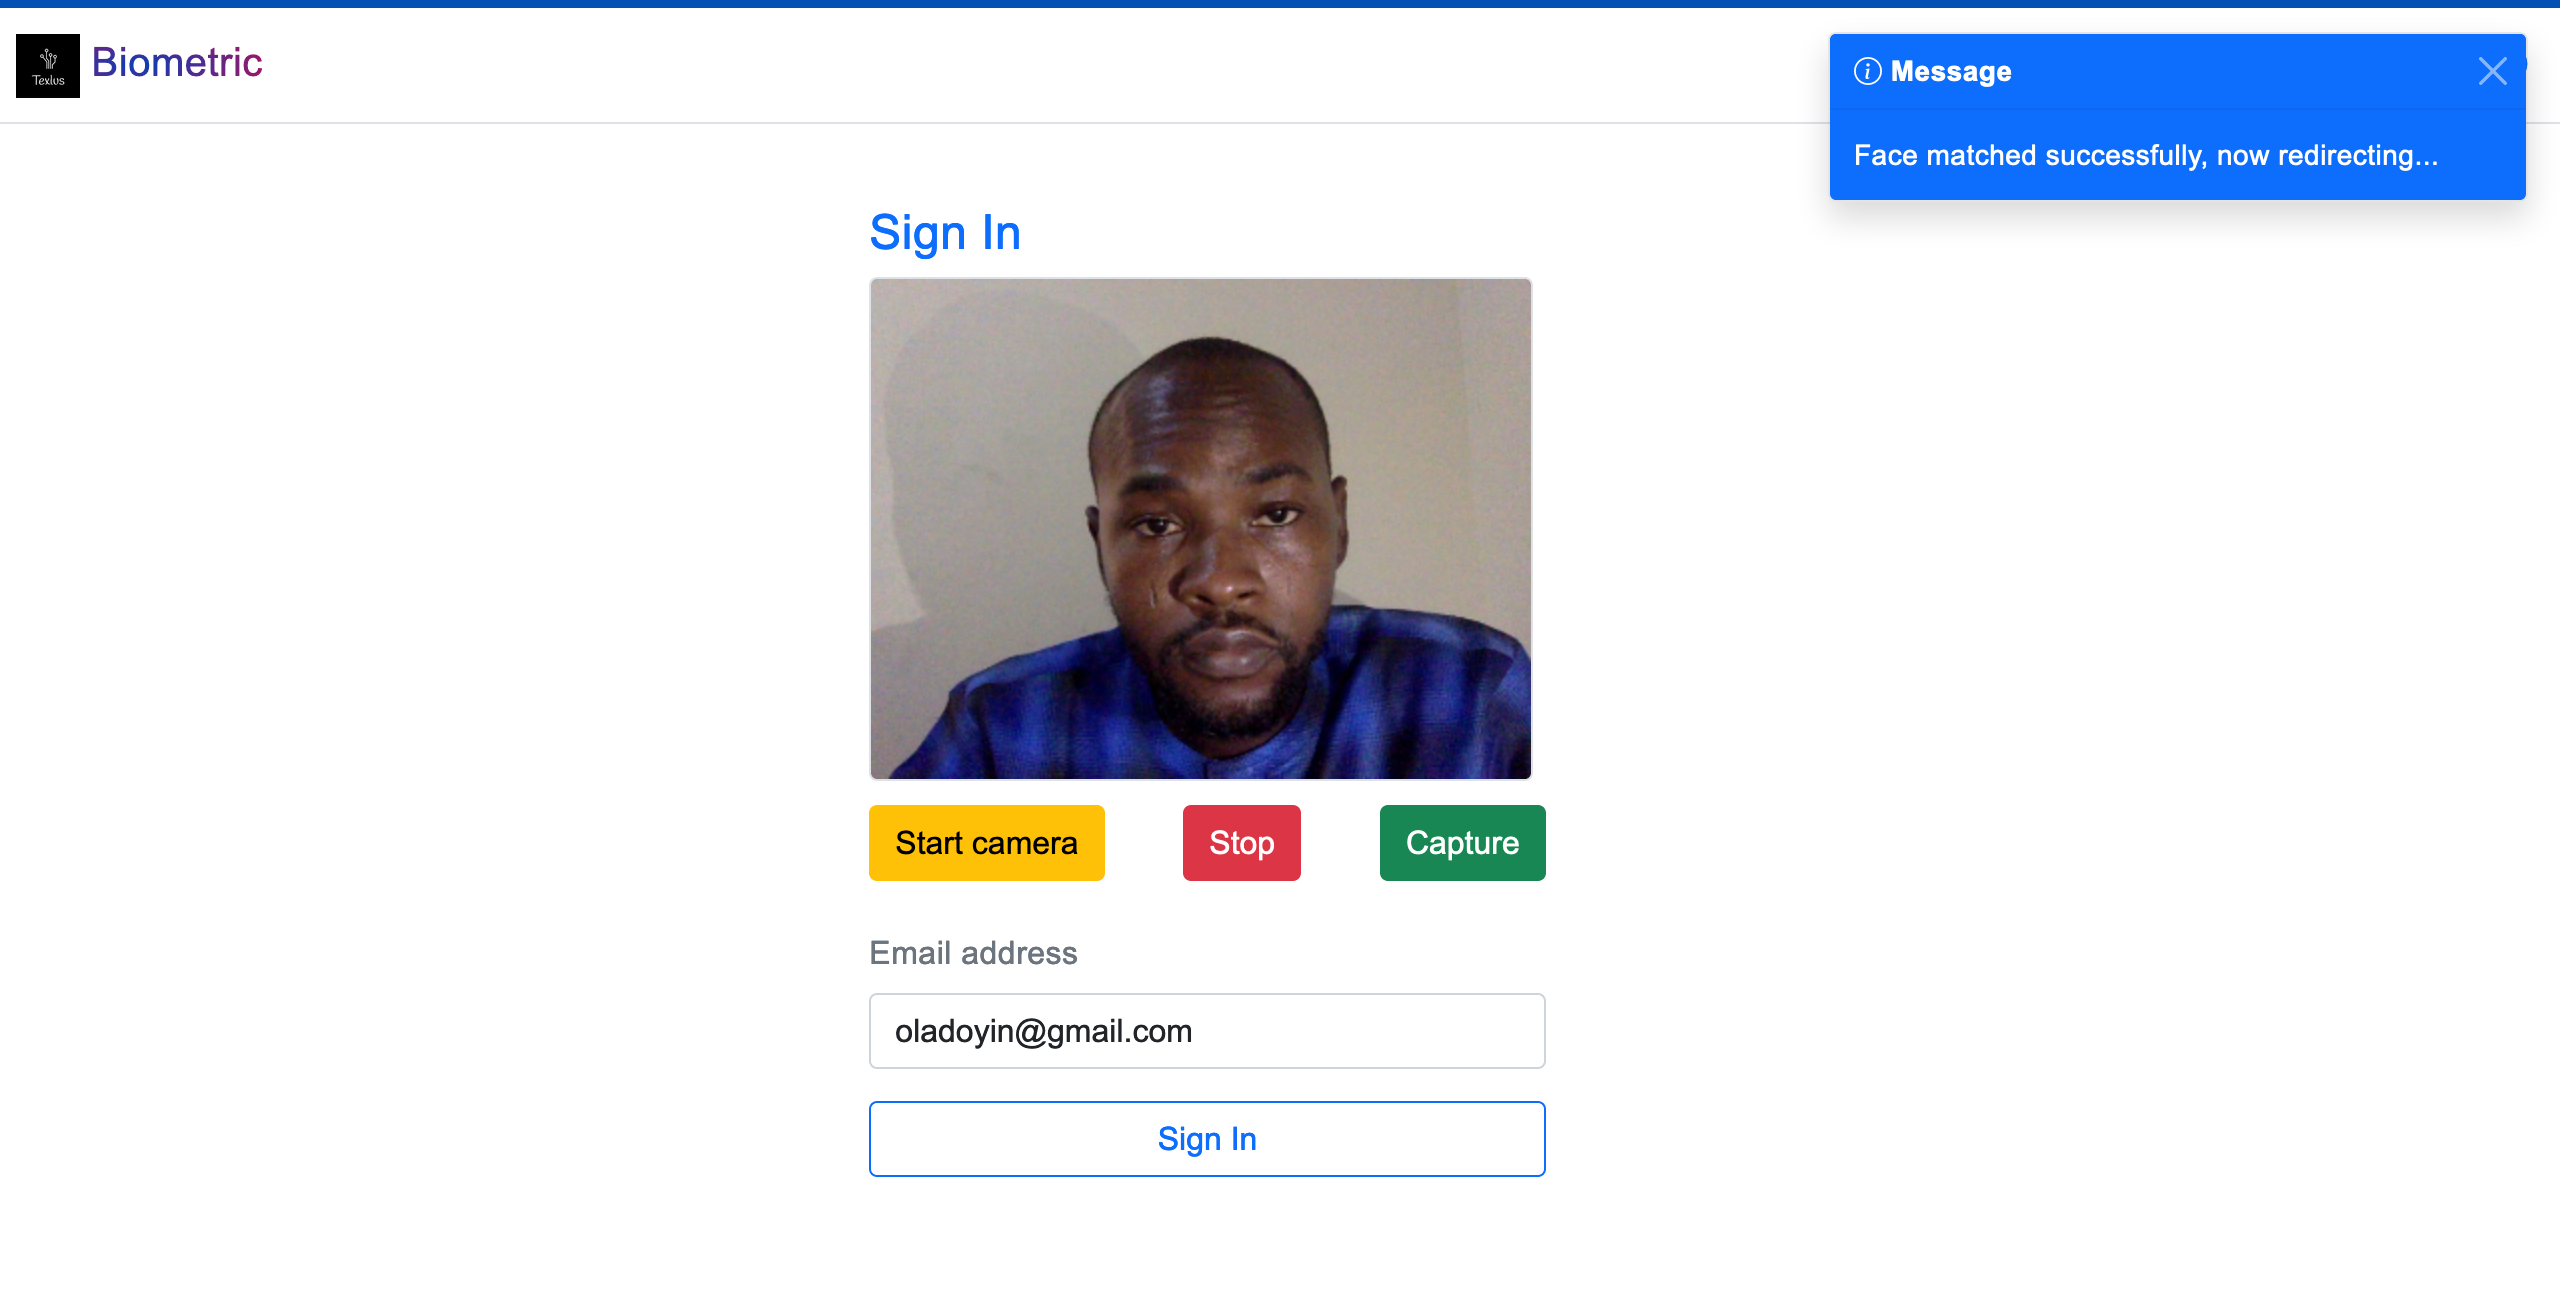 Texlus
Biometric
Message
Face matched successfully, now redirecting...
Sign In
Start camera
Stop
Capture
Email address
oladoyin@gmail.com
Sign In